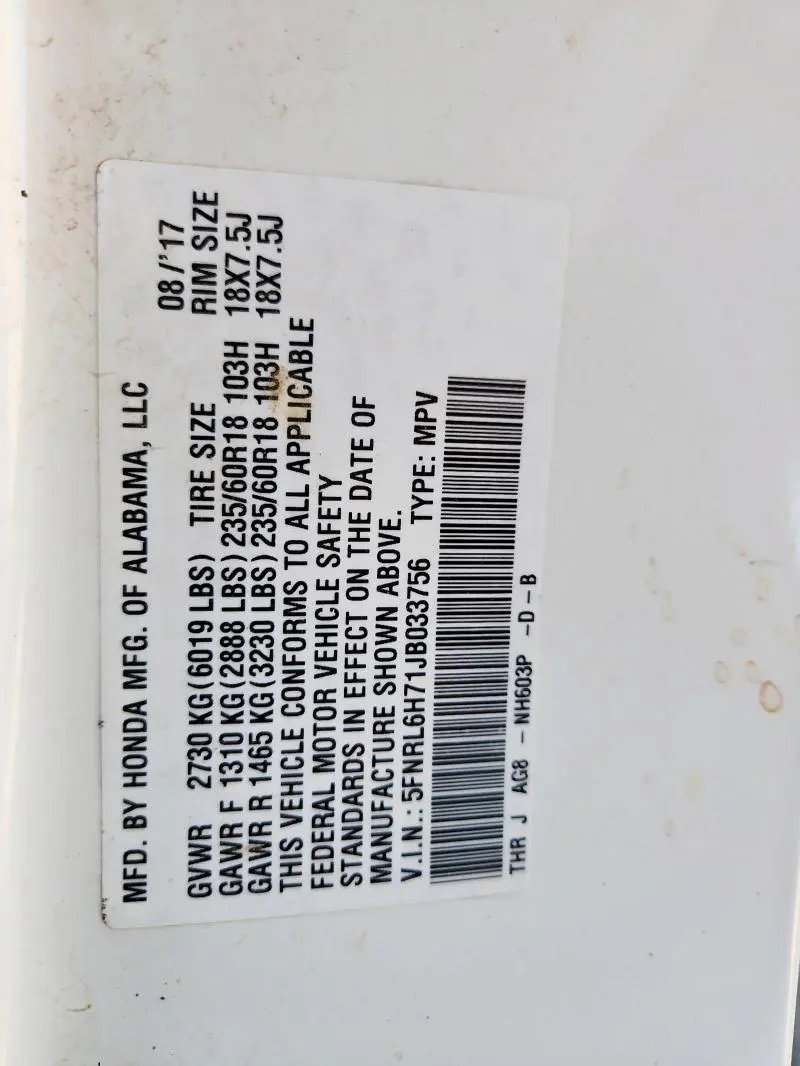 MFD. BY HONDA MFG. OF ALABAMA, LLC
08/'17
GVWR 2730 KG(6019 LBS) TIRE SIZE RIM SIZE
GAWR F 1310 KG(2888 LBS) 235/60R18 103H 18X7.5J
GAWR R 1465 KG(3230 LBS) 235/60R18 103H 18X7.5J
THIS VEHICLE CONFORMS TO ALL APPLICABLE
FEDERAL MOTOR VEHICLE SAFETY
STANDARDS IN EFFECT ON THE DATE OF
MANUFACTURE SHOWN ABOVE.
V.I.N.: 5FNRL6H71JB033756 TYPE: MPV
THR J AG8 - NH603P -D-B